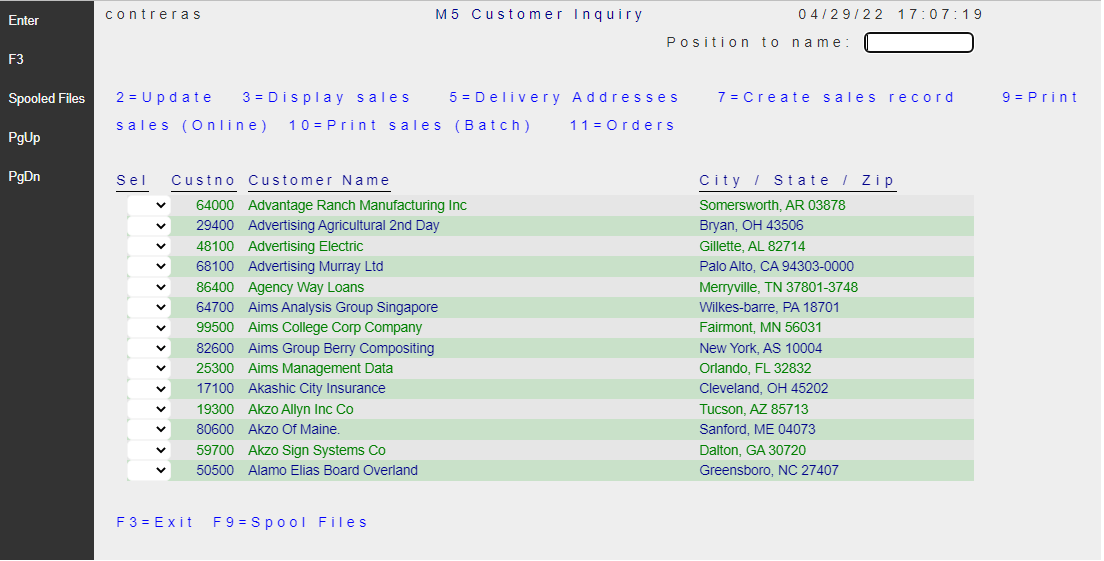 Enter
F3
Spooled Files
PgUp
PgDn
contreras M5 Customer Inquiry 04/29/22 17:07:19
Position to name:
2=Update 3=Display sales 5=Delivery Addresses 7=Create sales record 9=Print
sales (Online) 10=Print sales (Batch) 11=Orders
Sel Custno Customer Name City / State / Zip
64000 Advantage Ranch Manufacturing Inc Somersworth, AR 03878
29400 Advertising Agricultural 2nd Day Bryan, OH 43506
48100 Advertising Electric Gillette, AL 82714
68100 Advertising Murray Ltd Palo Alto, CA 94303-0000
86400 Agency Way Loans Merryville, TN 37801-3748
64700 Aims Analysis Group Singapore Wilkes-barre, PA 18701
99500 Aims College Corp Company Fairmont, MN 56031
82600 Aims Group Berry Compositing New York, AS 10004
25300 Aims Management Data Orlando, FL 32832
17100 Akashic City Insurance Cleveland, OH 45202
19300 Akzo Allyn Inc Co Tucson, AZ 85713
80600 Akzo Of Maine. Sanford, ME 04073
59700 Akzo Sign Systems Co Dalton, GA 30720
50500 Alamo Elias Board Overland Greensboro, NC 27407
F3=Exit F9=Spool Files